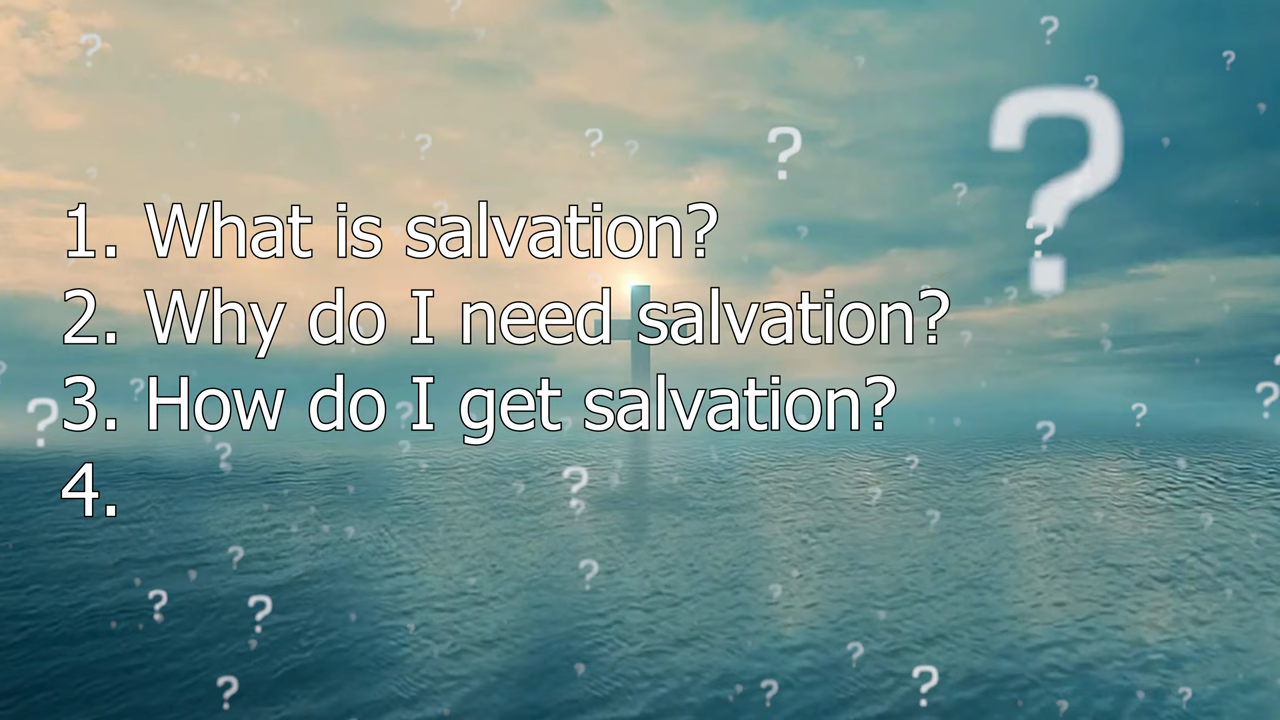 1. What is salvation?
2. Why do I need salvation?
3. How do I get salvation?
4.